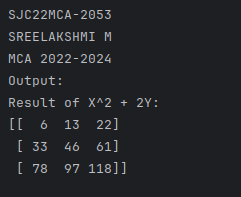 SJC22MCA-2053
SREELAKSHMI M
MCA 2022-2024
Output:
Result of X^2 + 2Y:
[[  6  13  22]
 [ 33  46  61]
 [ 78  97 118]]